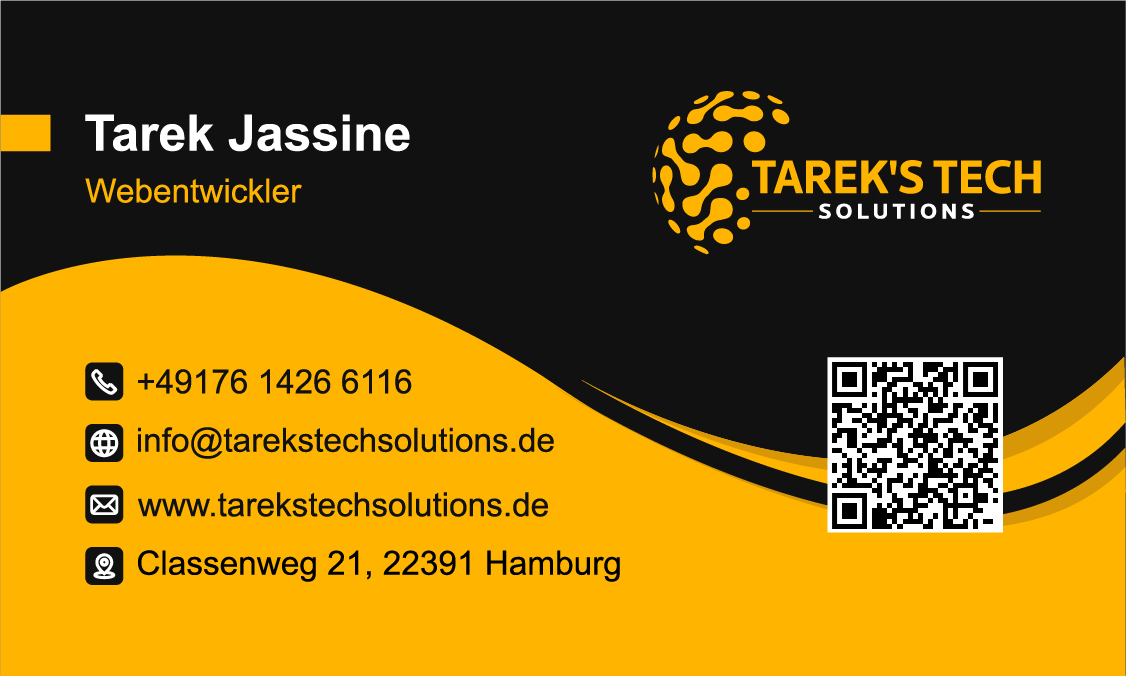 Tarek Jassine
Webentwickler
TAREK'S TECH
SOLUTIONS
+49176 1426 6116
info@tarekstechsolutions.de
www.tarekstechsolutions.de
Classenweg 21, 22391 Hamburg